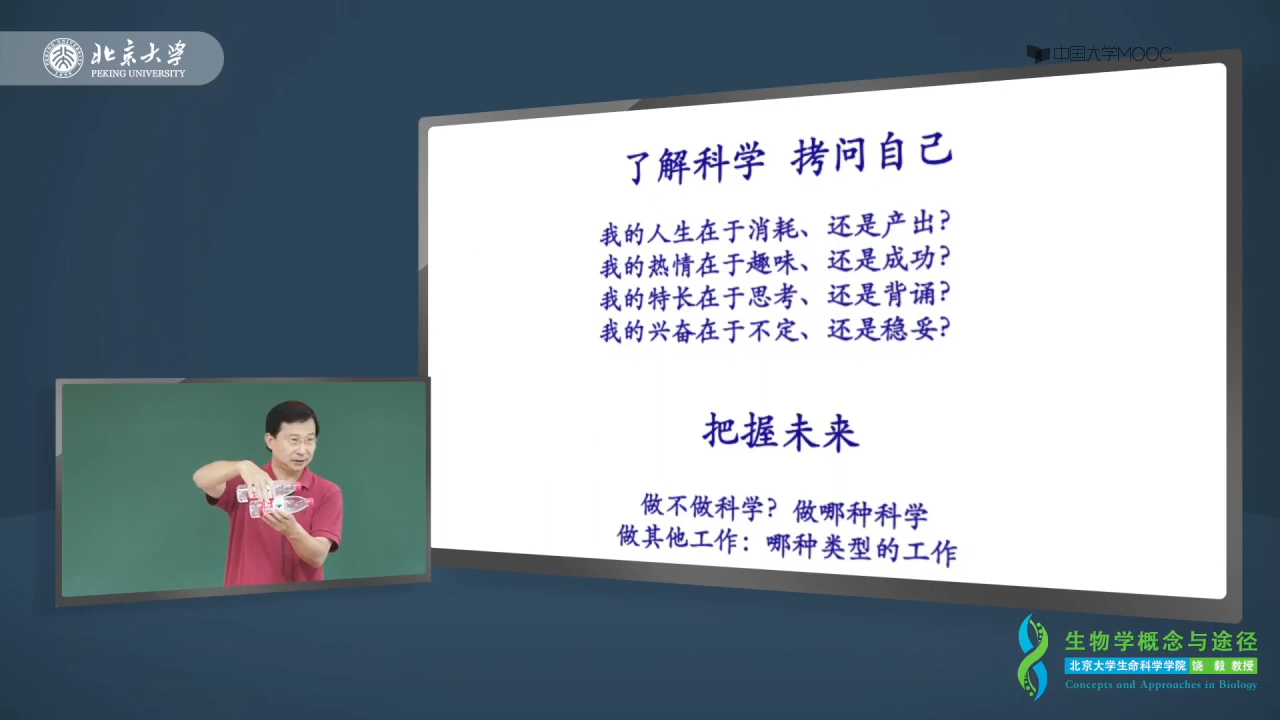 北京大学
PEKING UNIVERSITY
中国大学MOOC
了解科学 拷问自己
我的人生在于消耗、还是产出?
我的热情在于趣味、还是成功?
我的特长在于思考、还是背诵?
我的兴奋在于不定、还是稳妥?
把握未来
做不做科学? 做哪种科学
做其他工作: 哪种类型的工作
生物学概念与途径
北京大学生命科学学院 饶 毅 教授
Concepts and Approaches in Biology